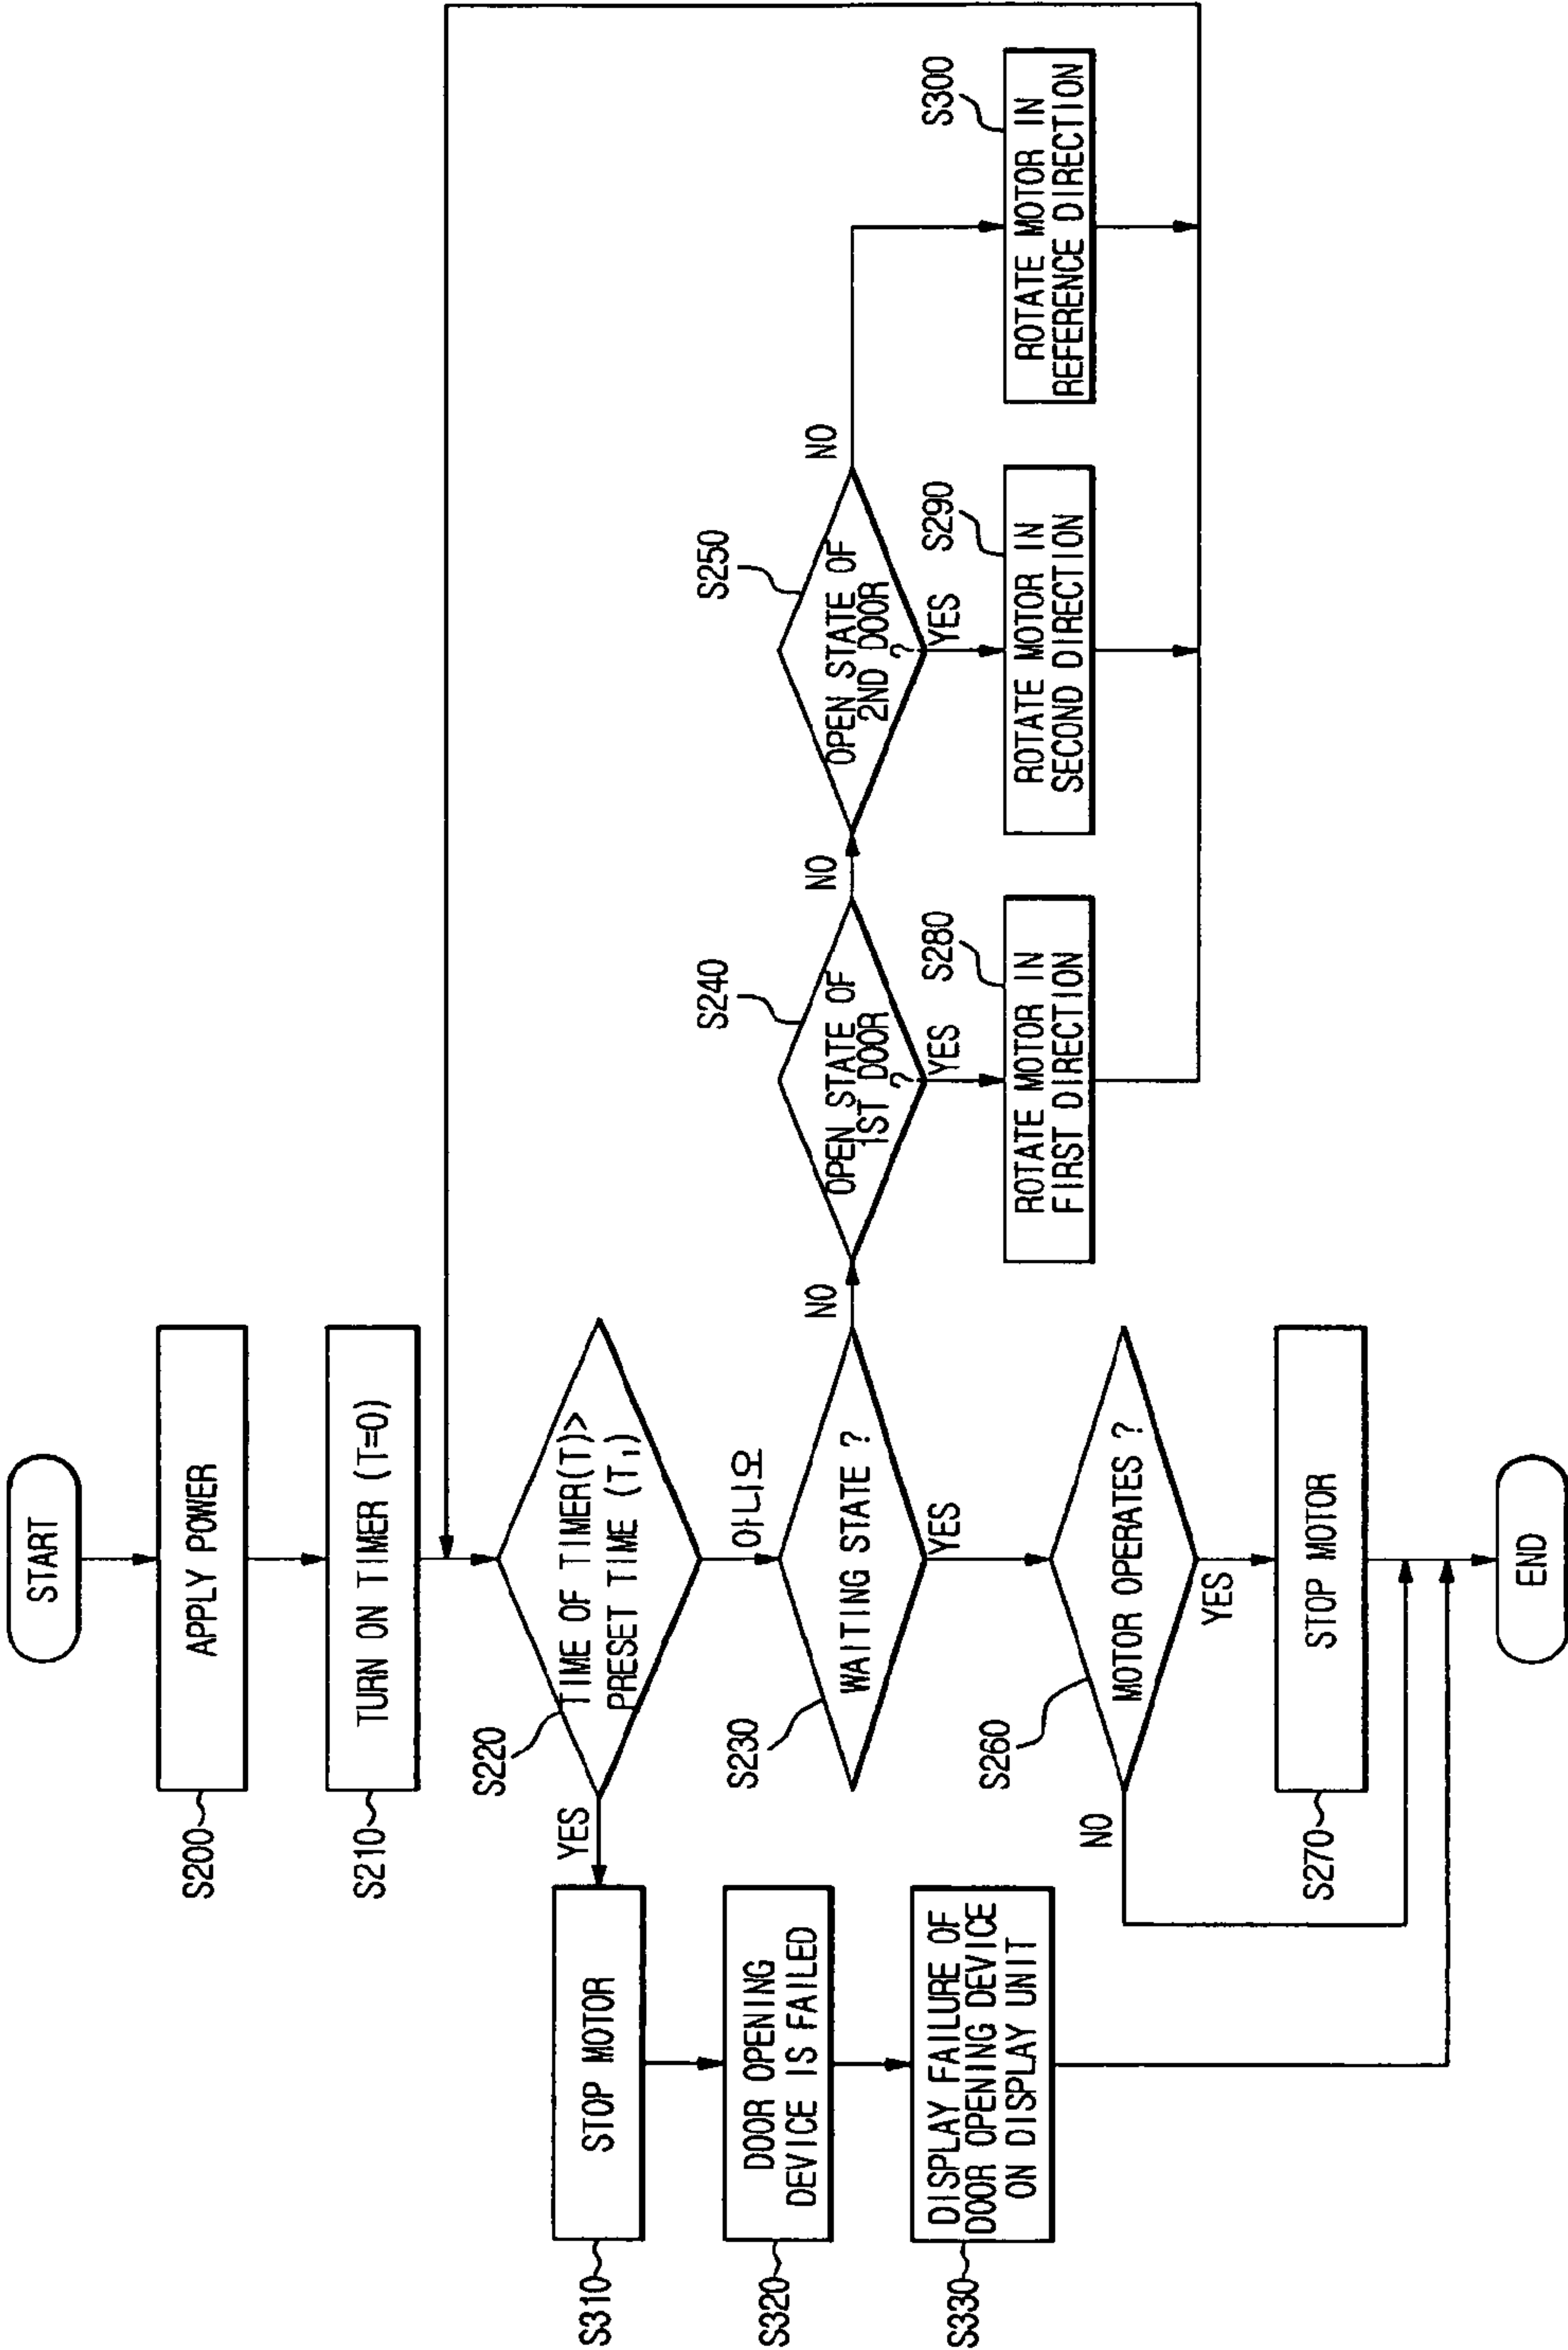 START
S200
APPLY POWER
S210
TURN ON TIMER (T=0)
S220
TIME OF TIMER(T)>
PRESET TIME (T₁)
YES
아니요
S310
STOP MOTOR
S320
DOOR OPENING
DEVICE IS FAILED
S330
DISPLAY FAILURE OF
DOOR OPENING DEVICE
ON DISPLAY UNIT
S230
WAITING STATE ?
NO
YES
S240
OPEN STATE OF
1ST DOOR
?
NO
YES
S250
OPEN STATE OF
2ND DOOR
?
NO
YES
S280
ROTATE MOTOR IN
FIRST DIRECTION
S290
ROTATE MOTOR IN
SECOND DIRECTION
S300
ROTATE MOTOR IN
REFERENCE DIRECTION
S260
MOTOR OPERATES ?
NO
YES
S270
STOP MOTOR
END